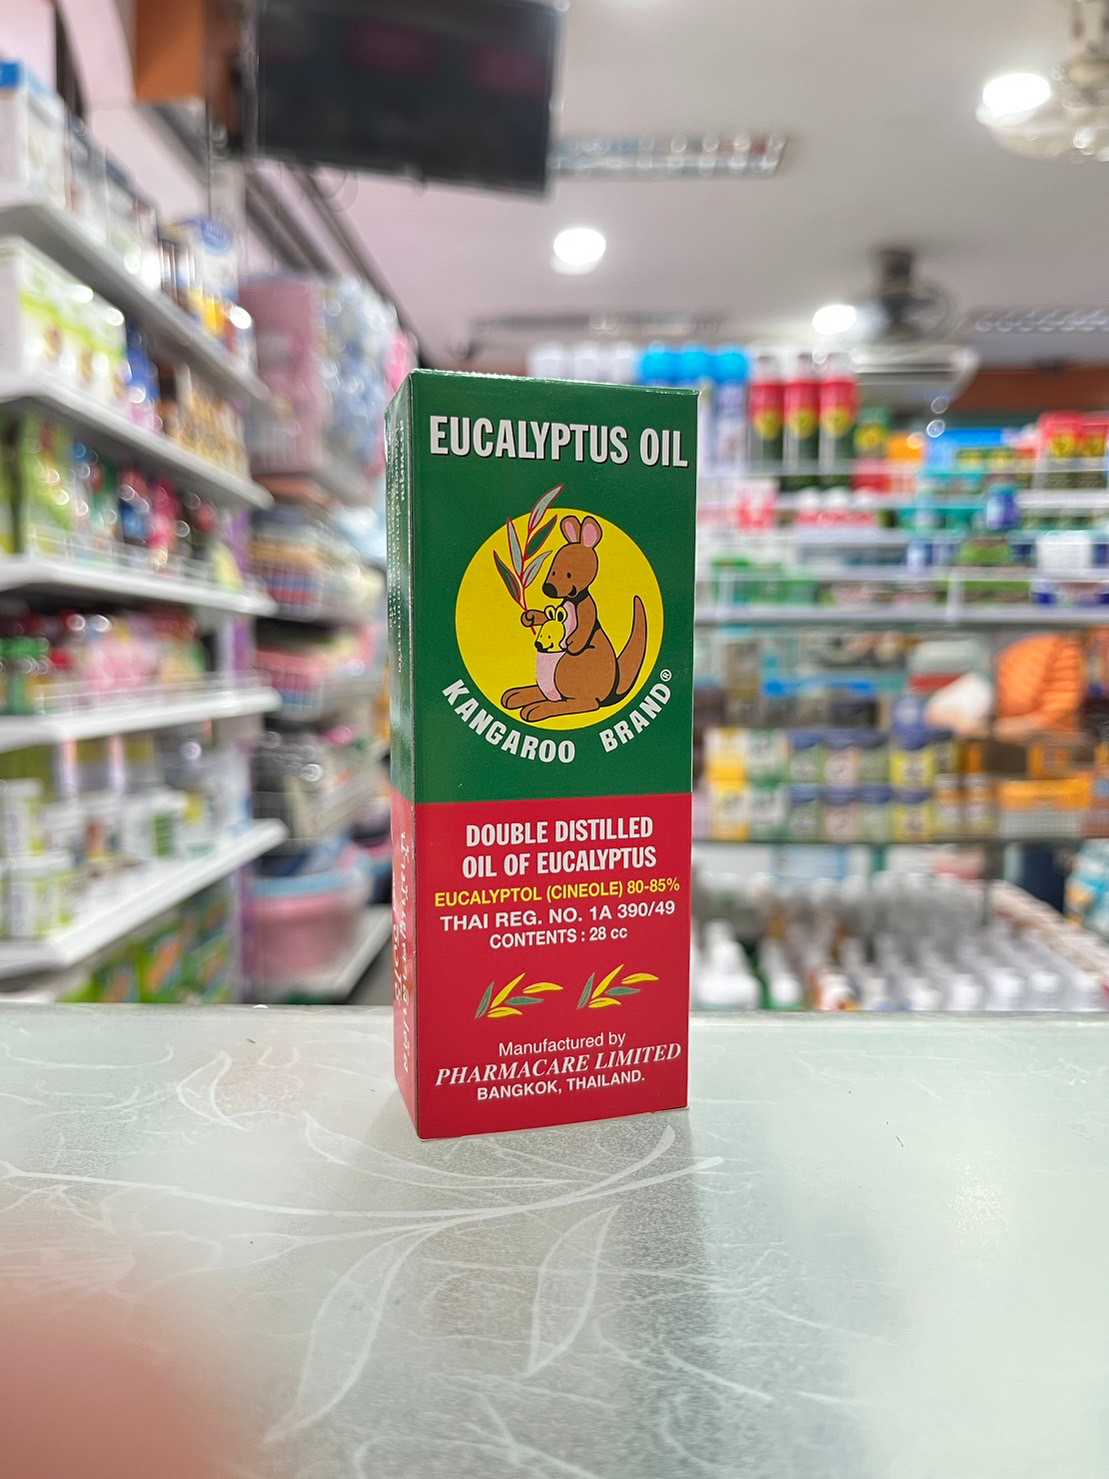 EUCALYPTUS OIL
KANGAROO BRAND®
DOUBLE DISTILLED
OIL OF EUCALYPTUS
EUCALYPTOL (CINEOLE) 80-85%
THAI REG. NO. 1A 390/49
CONTENTS : 28 cc
Manufactured by
PHARMACARE LIMITED
BANGKOK, THAILAND.